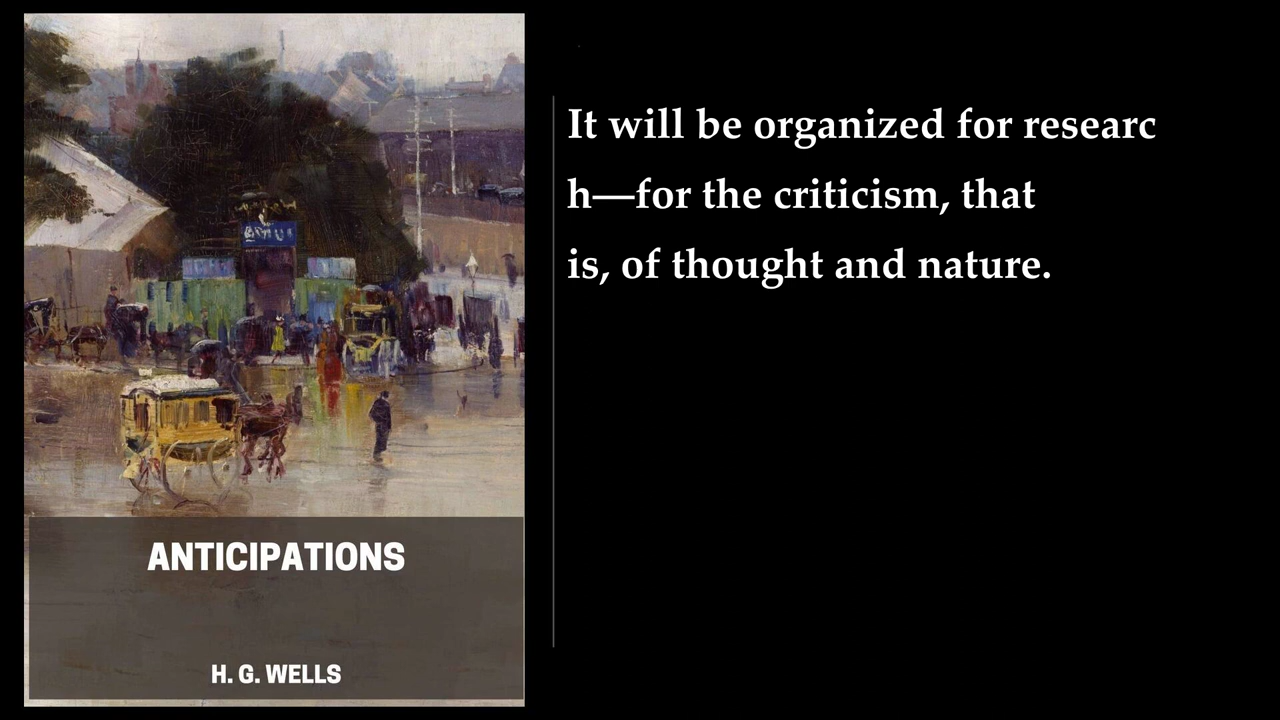 It will be organized for researc
h—for the criticism, that
is, of thought and nature.
ANTICIPATIONS
H. G. WELLS